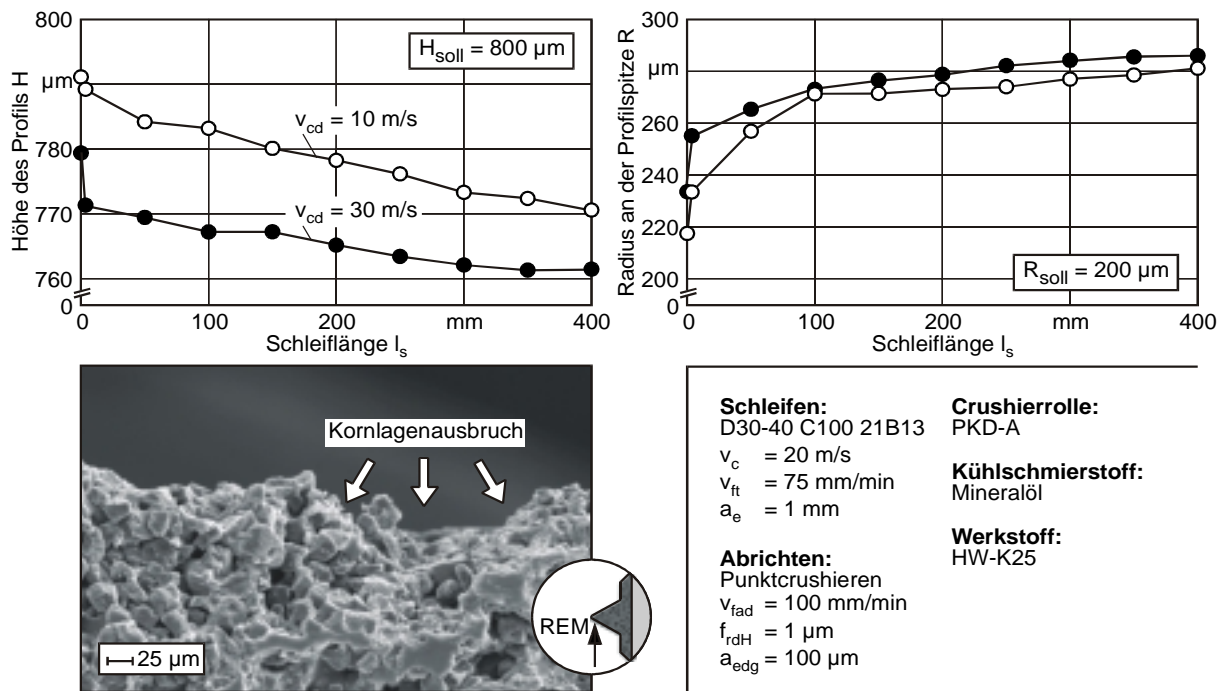 Höhe des Profils H
800
µm
780
770
760
0
H_soll = 800 µm
v_cd = 10 m/s
v_cd = 30 m/s
0 100 200 mm 400
Schleiflänge l_s
Radius an der Profilspitze R
300
µm
260
240
220
200
0
R_soll = 200 µm
0 100 200 mm 400
Schleiflänge l_s
Kornlagenausbruch
25 µm
REM
Schleifen:
D30-40 C100 21B13
v_c = 20 m/s
v_ft = 75 mm/min
a_e = 1 mm
Abrichten:
Punktcrushieren
v_fad = 100 mm/min
f_rdH = 1 µm
a_edg = 100 µm
Crushierrolle:
PKD-A
Kühlschmierstoff:
Mineralöl
Werkstoff:
HW-K25